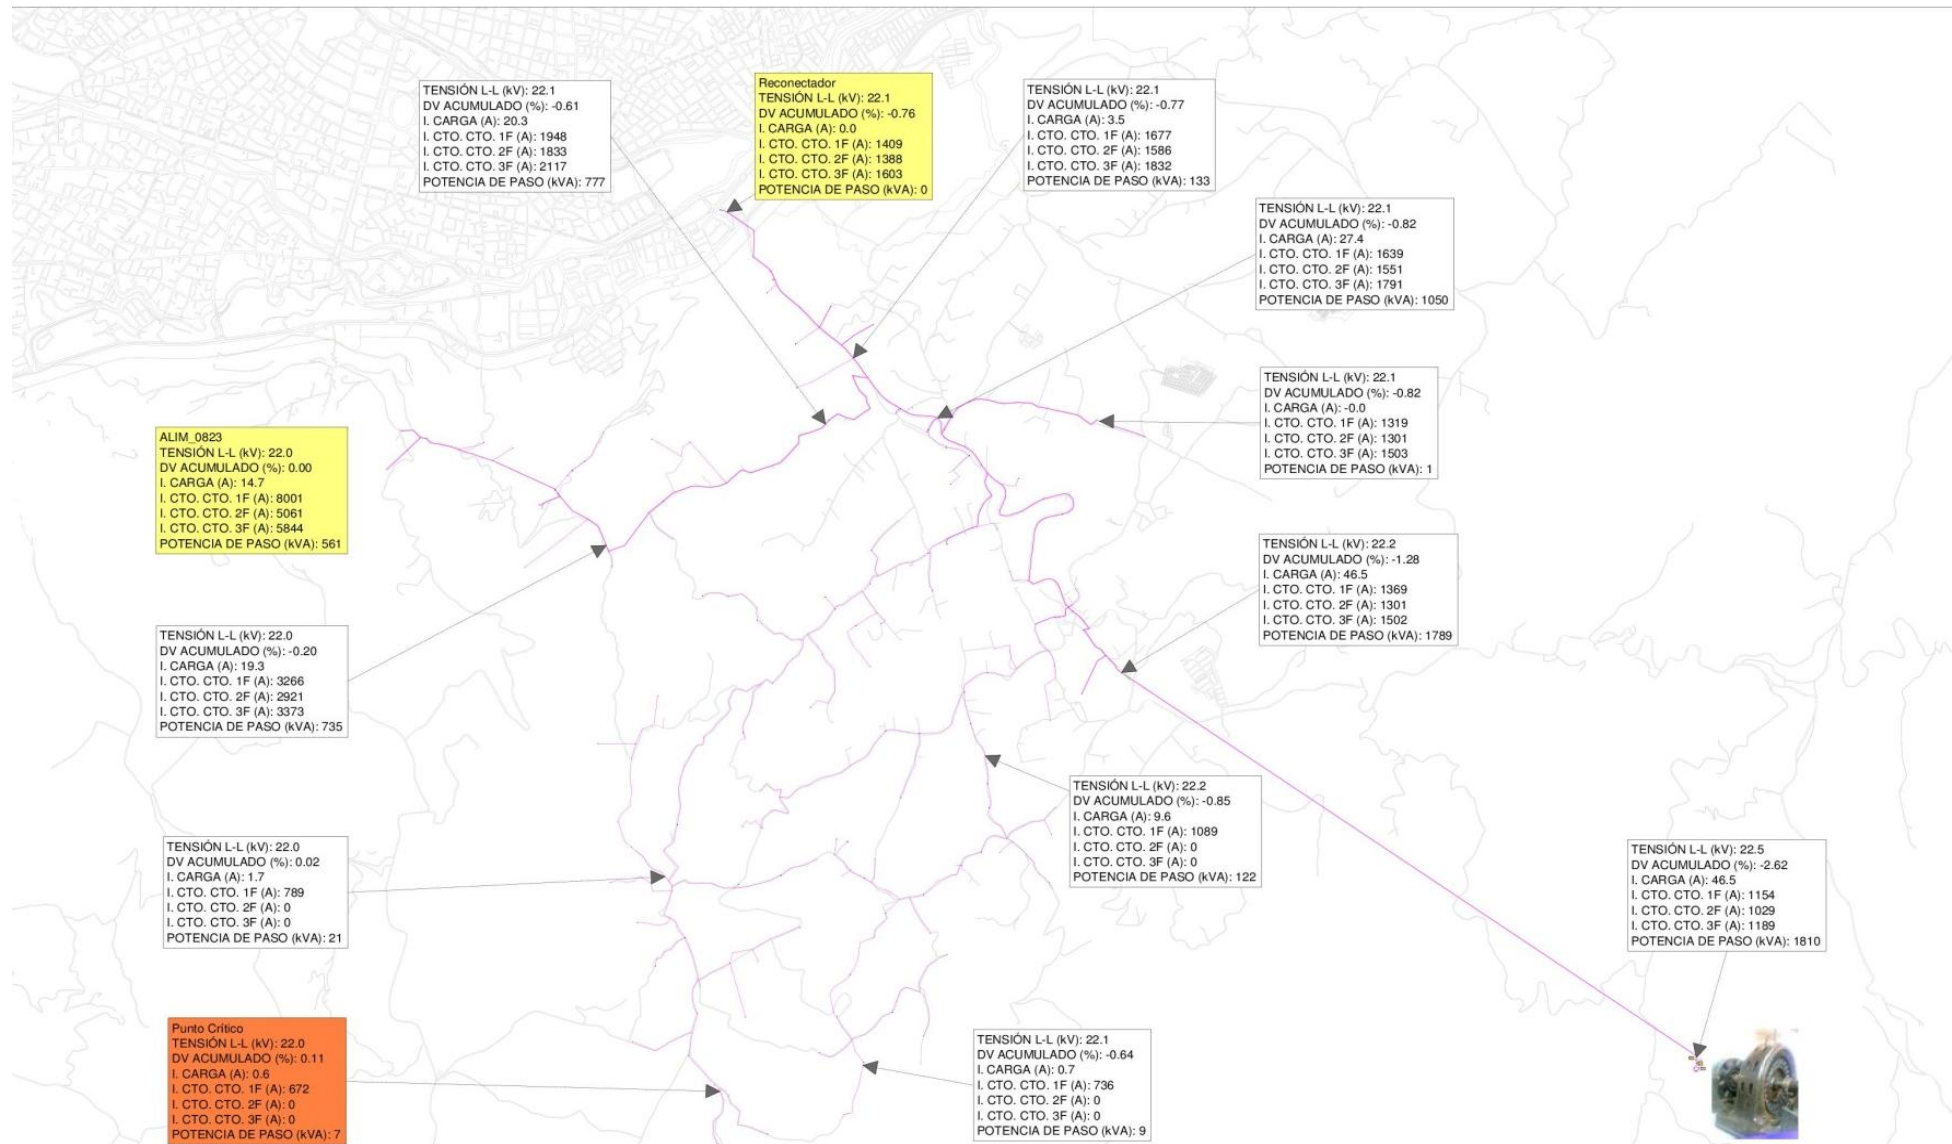 TENSIÓN L-L (kV): 22.1
DV ACUMULADO (%): -0.61
I. CARGA (A): 20.3
I. CTO. CTO. 1F (A): 1948
I. CTO. CTO. 2F (A): 1833
I. CTO. CTO. 3F (A): 2117
POTENCIA DE PASO (kVA): 777
Reconectador
TENSIÓN L-L (kV): 22.1
DV ACUMULADO (%): -0.76
I. CARGA (A): 0.0
I. CTO. CTO. 1F (A): 1409
I. CTO. CTO. 2F (A): 1388
I. CTO. CTO. 3F (A): 1603
POTENCIA DE PASO (kVA): 0
TENSIÓN L-L (kV): 22.1
DV ACUMULADO (%): -0.77
I. CARGA (A): 3.5
I. CTO. CTO. 1F (A): 1677
I. CTO. CTO. 2F (A): 1586
I. CTO. CTO. 3F (A): 1832
POTENCIA DE PASO (kVA): 133
TENSIÓN L-L (kV): 22.1
DV ACUMULADO (%): -0.82
I. CARGA (A): 27.4
I. CTO. CTO. 1F (A): 1639
I. CTO. CTO. 2F (A): 1551
I. CTO. CTO. 3F (A): 1791
POTENCIA DE PASO (kVA): 1050
TENSIÓN L-L (kV): 22.1
DV ACUMULADO (%): -0.82
I. CARGA (A): -0.0
I. CTO. CTO. 1F (A): 1319
I. CTO. CTO. 2F (A): 1301
I. CTO. CTO. 3F (A): 1503
POTENCIA DE PASO (kVA): 1
ALIM_0823
TENSIÓN L-L (kV): 22.0
DV ACUMULADO (%): 0.00
I. CARGA (A): 14.7
I. CTO. CTO. 1F (A): 8001
I. CTO. CTO. 2F (A): 5061
I. CTO. CTO. 3F (A): 5844
POTENCIA DE PASO (kVA): 561
TENSIÓN L-L (kV): 22.2
DV ACUMULADO (%): -1.28
I. CARGA (A): 46.5
I. CTO. CTO. 1F (A): 1369
I. CTO. CTO. 2F (A): 1301
I. CTO. CTO. 3F (A): 1502
POTENCIA DE PASO (kVA): 1789
TENSIÓN L-L (kV): 22.0
DV ACUMULADO (%): -0.20
I. CARGA (A): 19.3
I. CTO. CTO. 1F (A): 3266
I. CTO. CTO. 2F (A): 2921
I. CTO. CTO. 3F (A): 3373
POTENCIA DE PASO (kVA): 735
TENSIÓN L-L (kV): 22.2
DV ACUMULADO (%): -0.85
I. CARGA (A): 9.6
I. CTO. CTO. 1F (A): 1089
I. CTO. CTO. 2F (A): 0
I. CTO. CTO. 3F (A): 0
POTENCIA DE PASO (kVA): 122
TENSIÓN L-L (kV): 22.0
DV ACUMULADO (%): 0.02
I. CARGA (A): 1.7
I. CTO. CTO. 1F (A): 789
I. CTO. CTO. 2F (A): 0
I. CTO. CTO. 3F (A): 0
POTENCIA DE PASO (kVA): 21
TENSIÓN L-L (kV): 22.5
DV ACUMULADO (%): -2.62
I. CARGA (A): 46.5
I. CTO. CTO. 1F (A): 1154
I. CTO. CTO. 2F (A): 1029
I. CTO. CTO. 3F (A): 1189
POTENCIA DE PASO (kVA): 1810
Punto Crítico
TENSIÓN L-L (kV): 22.0
DV ACUMULADO (%): 0.11
I. CARGA (A): 0.6
I. CTO. CTO. 1F (A): 672
I. CTO. CTO. 2F (A): 0
I. CTO. CTO. 3F (A): 0
POTENCIA DE PASO (kVA): 7
TENSIÓN L-L (kV): 22.1
DV ACUMULADO (%): -0.64
I. CARGA (A): 0.7
I. CTO. CTO. 1F (A): 736
I. CTO. CTO. 2F (A): 0
I. CTO. CTO. 3F (A): 0
POTENCIA DE PASO (kVA): 9